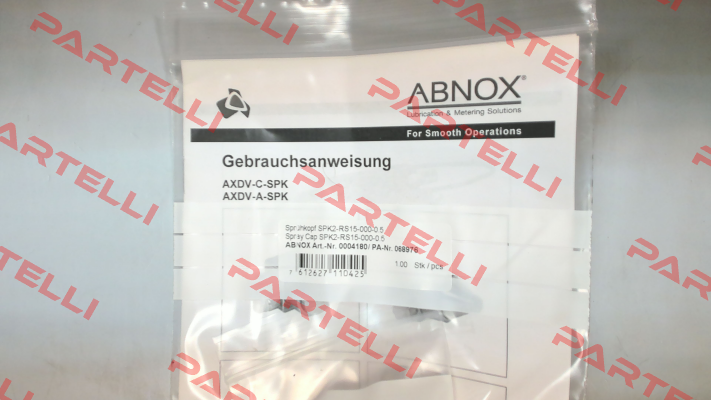 ABNOX®
Lubrication & Metering Solutions
For Smooth Operations
Gebrauchsanweisung
AXDV-C-SPK
AXDV-A-SPK
Sprühkopf SPK2-RS15-000-0.5
Spray Cap SPK2-RS15-000-0.5
ABNOX Art.-Nr. 0004180/ PA-Nr. 068976
1.00 Stk / pcs
7 612627 110425
PARTELLI
PARTELLI
PARTELLI
PARTELLI
PARTELLI
PARTELLI
PARTELLI
PARTELLI